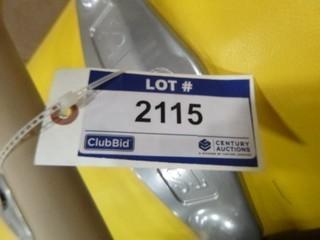 LOT #
2115
ClubBid
CENTURY
AUCTIONS